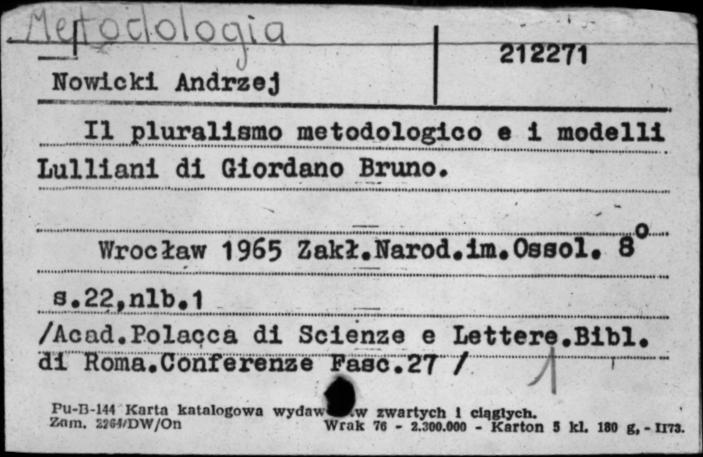 Metodologia
212271
Nowicki Andrzej
Il pluralismo metodologico e i modelli
Lulliani di Giordano Bruno.
Wrocław 1965 Zakł.Narod.im.Ossol. 8°
s.22,nlb.1
/Acad.Polacca di Scienze e Lettere.Bibl.
di Roma.Conferenze Fasc.27 /
1
Pu-B-144 Karta katalogowa wydaw w zwartych i ciągłych.
Zam. 2264/DW/On Wrak 76 - 2.300.000 - Karton 5 kl. 180 g, - II73.